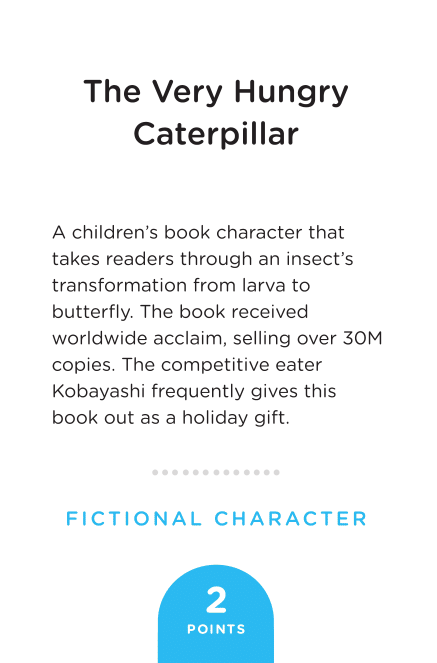 The Very Hungry
Caterpillar
A children’s book character that
takes readers through an insect’s
transformation from larva to
butterfly. The book received
worldwide acclaim, selling over 30M
copies. The competitive eater
Kobayashi frequently gives this
book out as a holiday gift.
FICTIONAL CHARACTER
2
POINTS